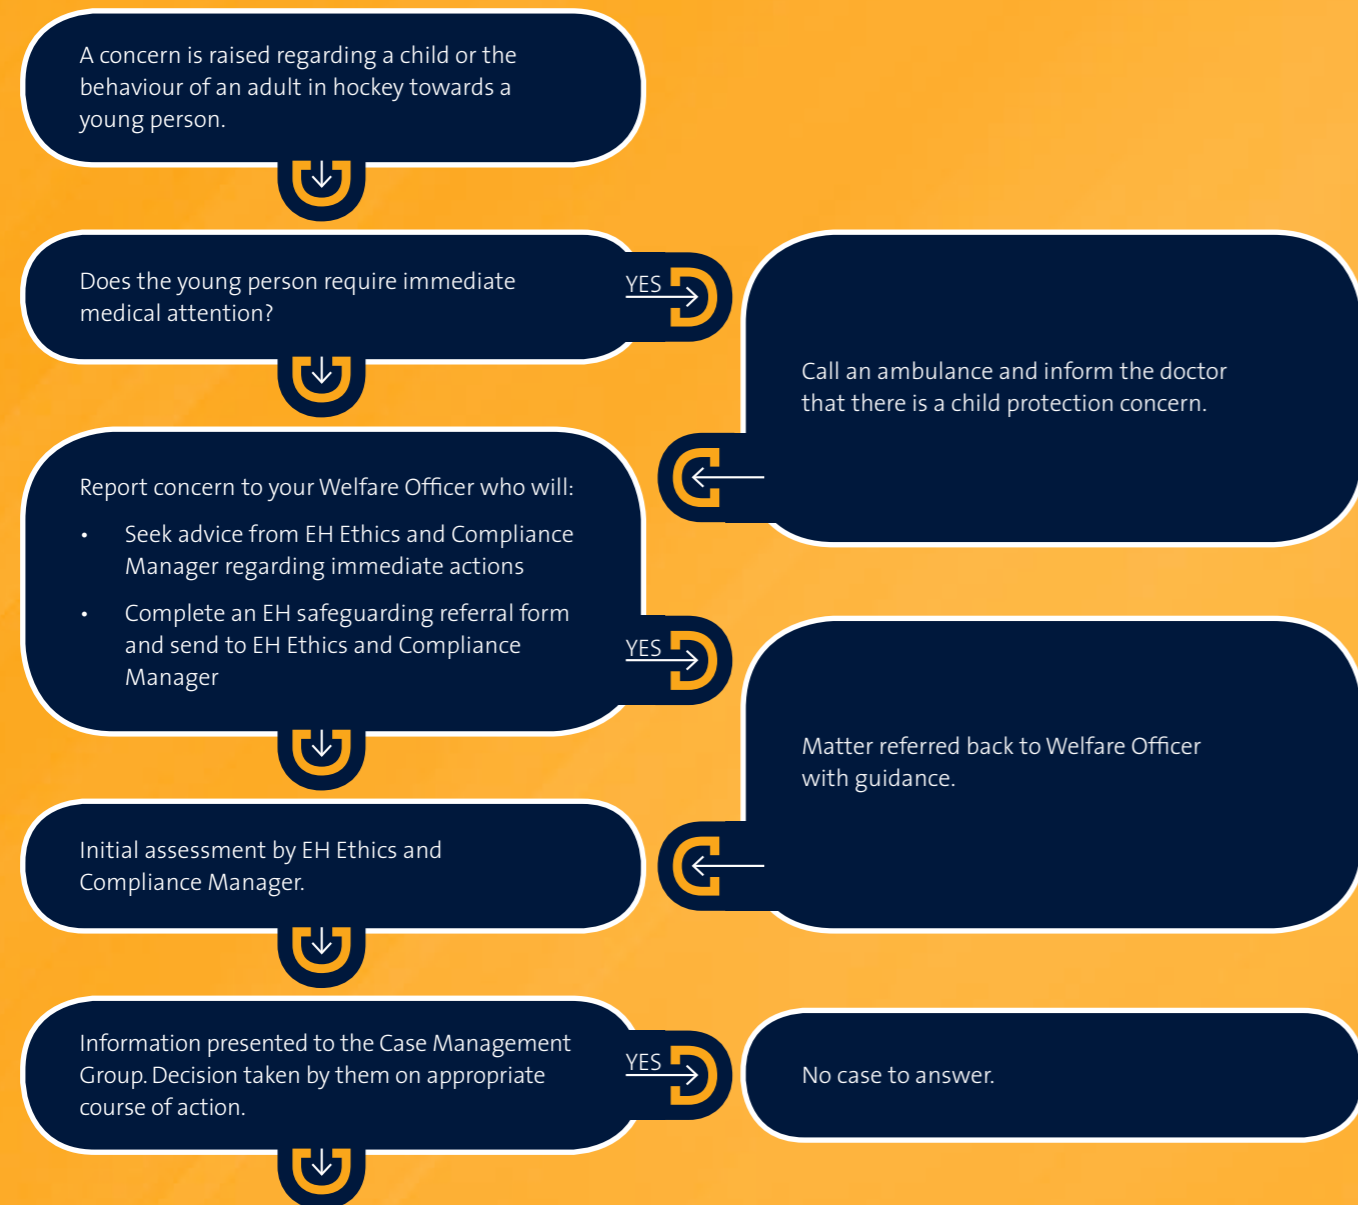 A concern is raised regarding a child or the
behaviour of an adult in hockey towards a
young person.
Does the young person require immediate
medical attention?
YES
Call an ambulance and inform the doctor
that there is a child protection concern.
Report concern to your Welfare Officer who will:
• Seek advice from EH Ethics and Compliance
Manager regarding immediate actions
• Complete an EH safeguarding referral form
and send to EH Ethics and Compliance
Manager
YES
Matter referred back to Welfare Officer
with guidance.
Initial assessment by EH Ethics and
Compliance Manager.
Information presented to the Case Management
Group. Decision taken by them on appropriate
course of action.
YES
No case to answer.